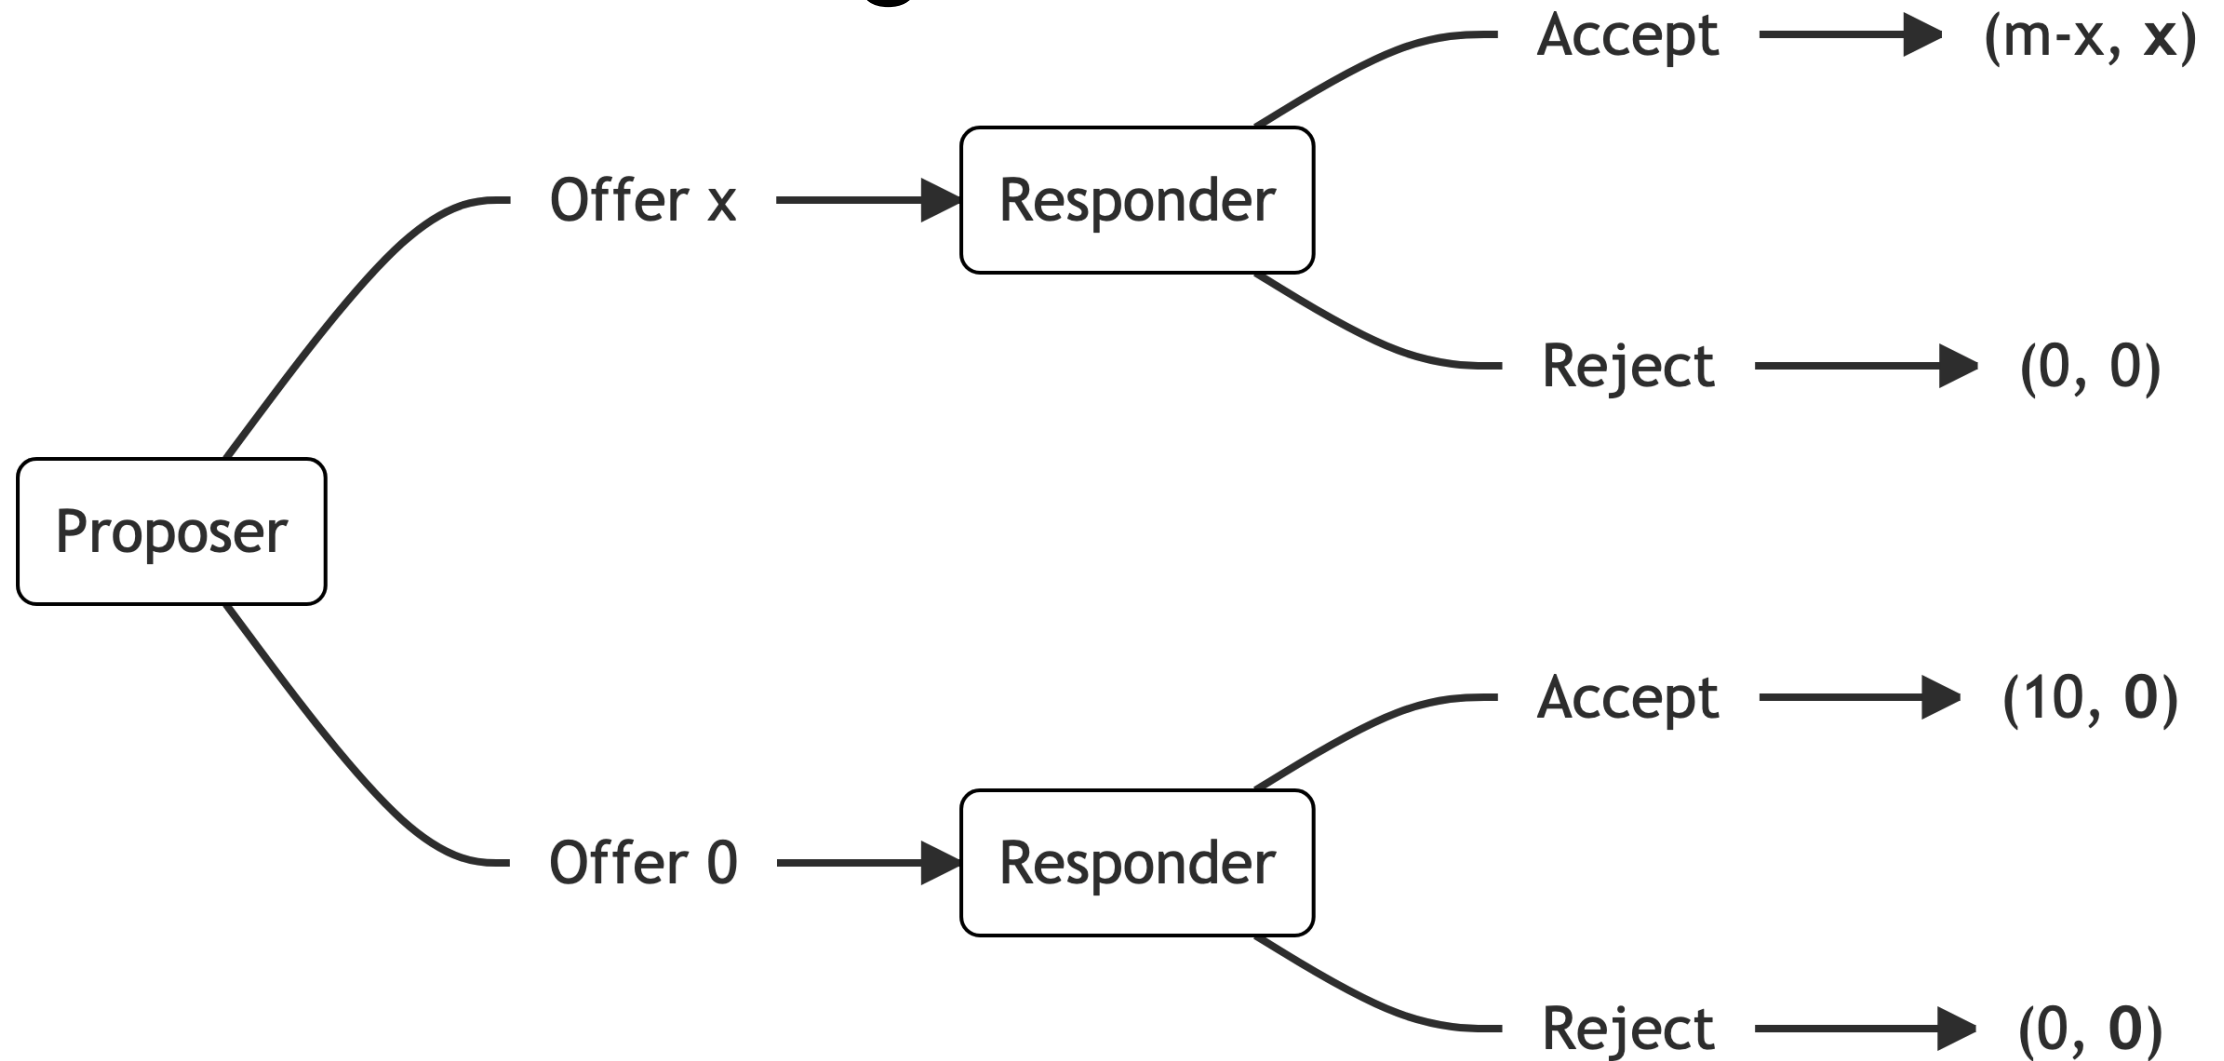 Accept (m-x, x)
Offer x Responder
Reject (0, 0)
Proposer
Accept (10, 0)
Offer 0 Responder
Reject (0, 0)